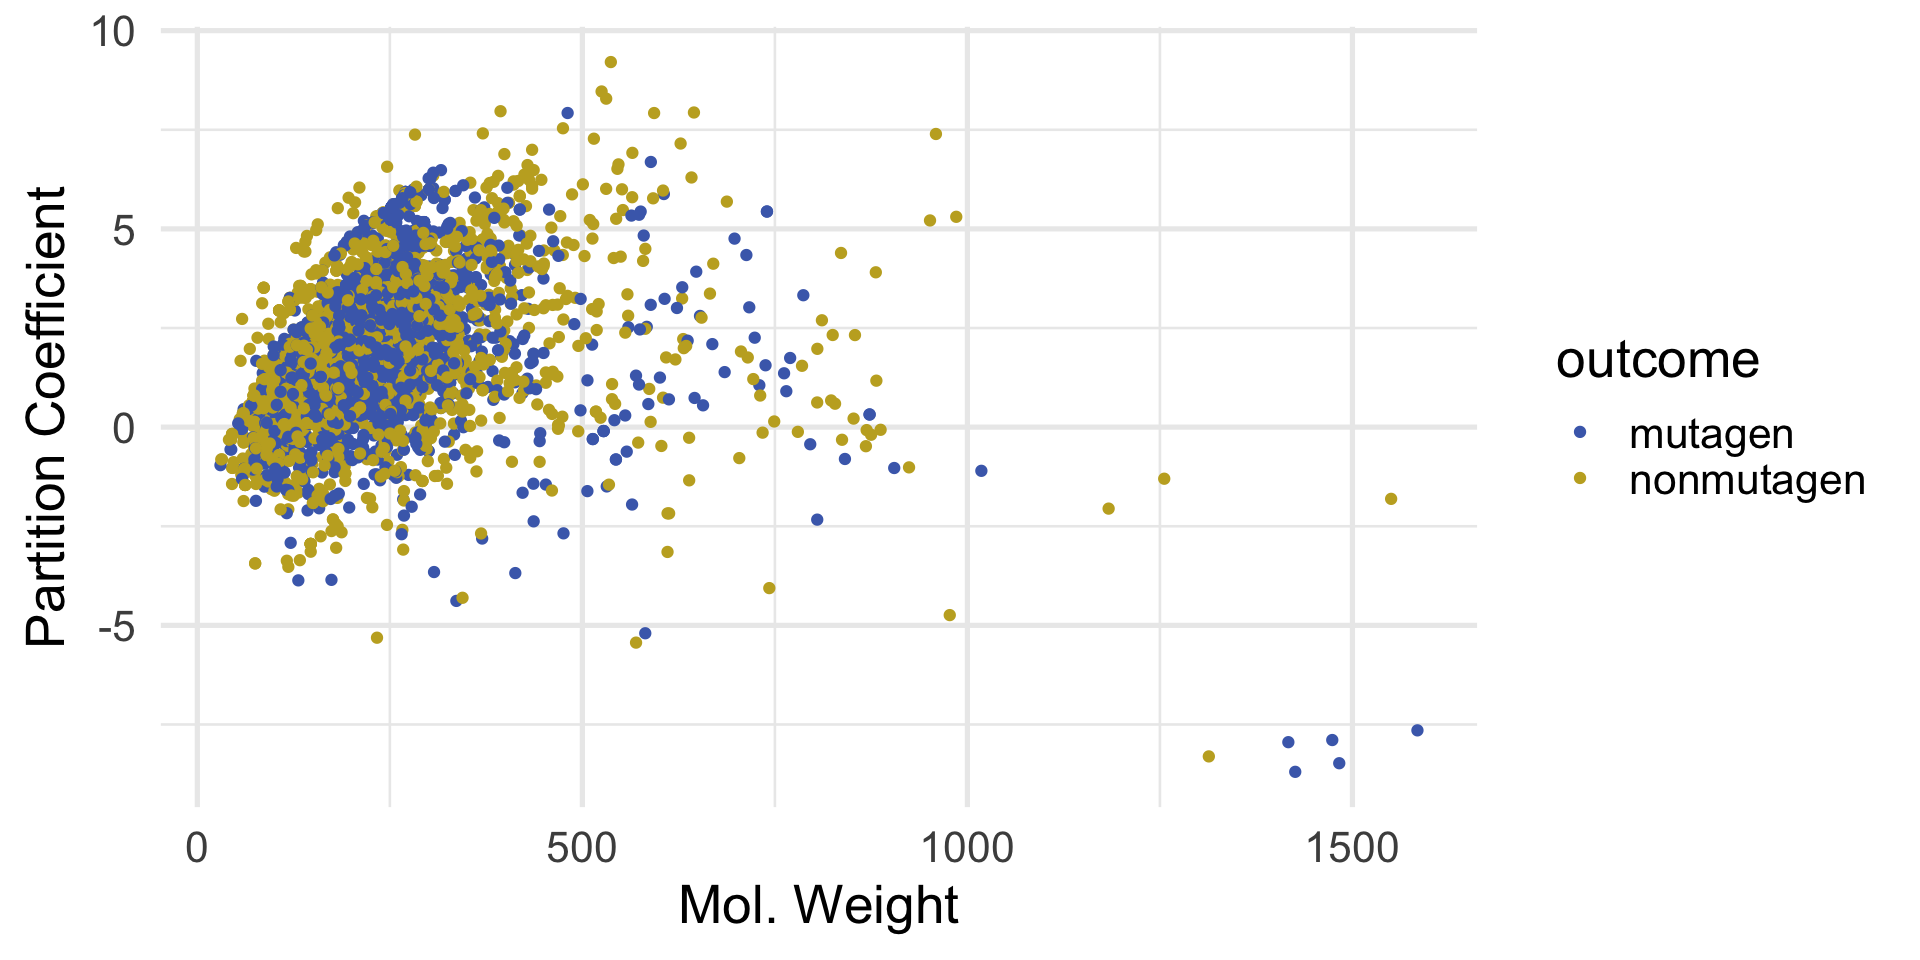 10
5
0
-5
Partition Coefficient
0 500 1000 1500
Mol. Weight
outcome
mutagen
nonmutagen